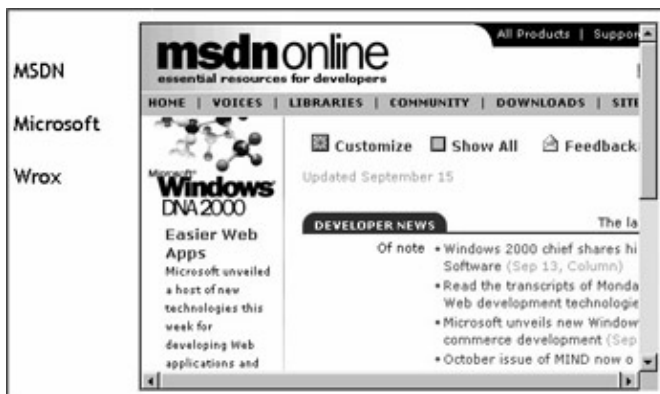 MSDN
Microsoft
Wrox
All Products | Suppor
msdn online
essential resources for developers
HOME | VOICES | LIBRARIES | COMMUNITY | DOWNLOADS | SITE
Customize Show All Feedback
Updated September 15
Microsoft
Windows
DNA 2000
Easier Web
Apps
Microsoft unveiled
a host of new
technologies this
week for
developing Web
applications and
DEVELOPER NEWS The la
Of note • Windows 2000 chief shares hi
Software (Sep 13, Column)
• Read the transcripts of Monda
Web development technologie
• Microsoft unveils new Window
commerce development (Sep
• October issue of MIND now o